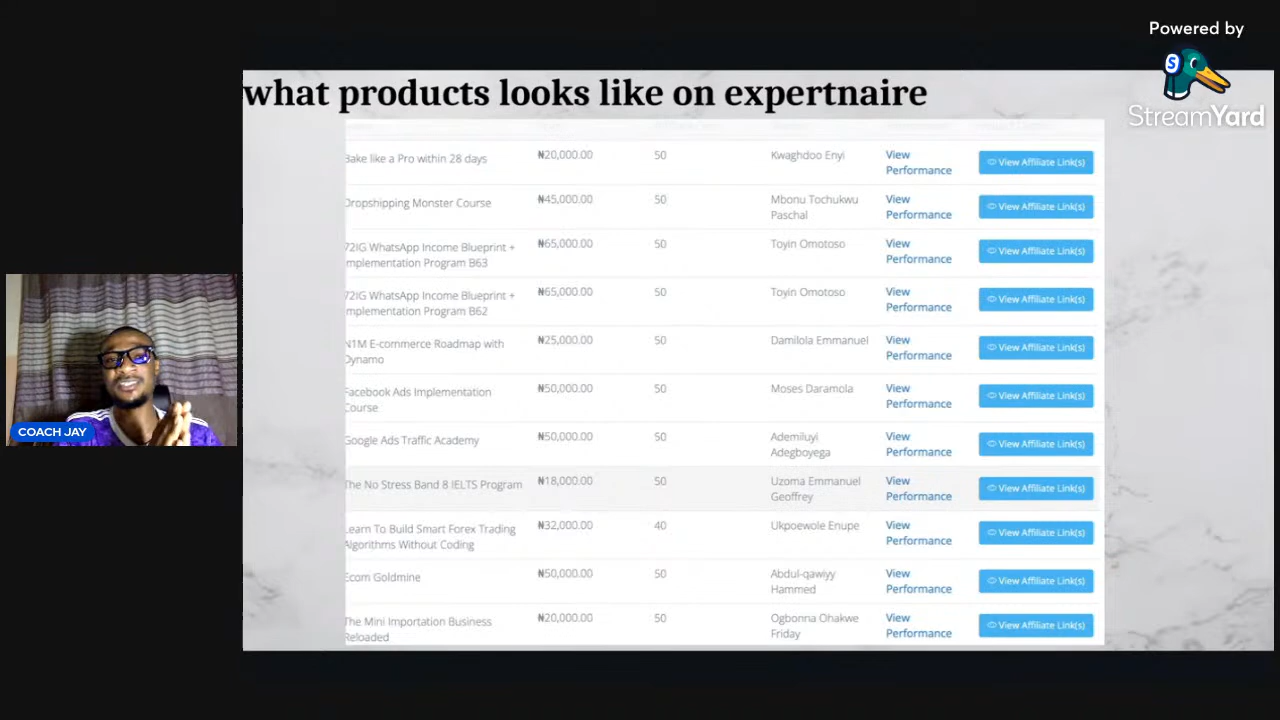 Powered by
StreamYard
what products looks like on expertnaire
Bake like a Pro within 28 days ₦20,000.00 50 Kwaghdoo Enyi View Performance View Affiliate Link(s)
Dropshipping Monster Course ₦45,000.00 50 Mbonu Tochukwu Paschal View Performance View Affiliate Link(s)
72IG WhatsApp Income Blueprint + Implementation Program B63 ₦65,000.00 50 Toyin Omotoso View Performance View Affiliate Link(s)
72IG WhatsApp Income Blueprint + Implementation Program B62 ₦65,000.00 50 Toyin Omotoso View Performance View Affiliate Link(s)
N1M E-commerce Roadmap with Dynamo ₦25,000.00 50 Damilola Emmanuel View Performance View Affiliate Link(s)
Facebook Ads Implementation Course ₦50,000.00 50 Moses Daramola View Performance View Affiliate Link(s)
Google Ads Traffic Academy ₦50,000.00 50 Ademiluyi Adegboyega View Performance View Affiliate Link(s)
The No Stress Band 8 IELTS Program ₦18,000.00 50 Uzoma Emmanuel Geoffrey View Performance View Affiliate Link(s)
Learn To Build Smart Forex Trading Algorithms Without Coding ₦32,000.00 40 Ukpoewole Enupe View Performance View Affiliate Link(s)
Ecom Goldmine ₦50,000.00 50 Abdul-qawiyy Hammed View Performance View Affiliate Link(s)
The Mini Importation Business Reloaded ₦20,000.00 50 Ogbonna Ohakwe Friday View Performance View Affiliate Link(s)
COACH JAY